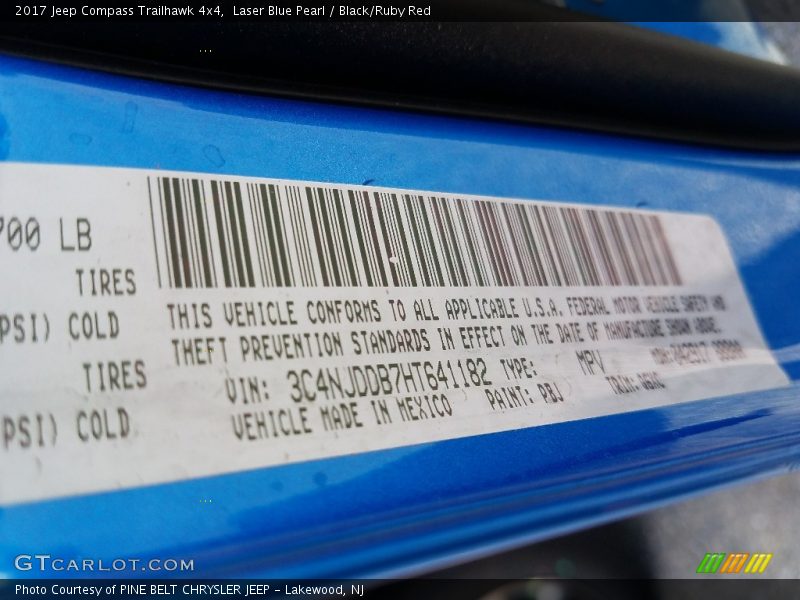 2017 Jeep Compass Trailhawk 4x4, Laser Blue Pearl / Black/Ruby Red
700 LB
TIRES
PSI) COLD
TIRES
PSI) COLD
THIS VEHICLE CONFORMS TO ALL APPLICABLE U.S.A. FEDERAL MOTOR VEHICLE SAFETY AND
THEFT PREVENTION STANDARDS IN EFFECT ON THE DATE OF MANUFACTURE SHOWN ABOVE.
VIN: 3C4NJDDB7HT641182 TYPE: MPV
VEHICLE MADE IN MEXICO PAINT: PBJ TRIM:
GTCARLOT.COM
Photo Courtesy of PINE BELT CHRYSLER JEEP - Lakewood, NJ